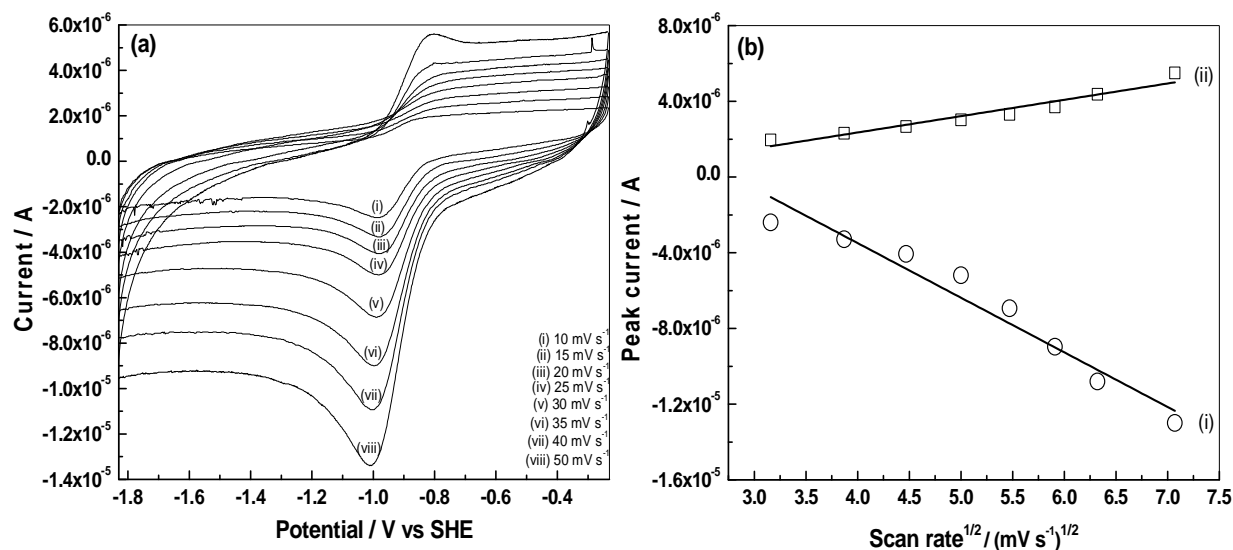 (a)
Current / A
6.0x10⁻⁶
4.0x10⁻⁶
2.0x10⁻⁶
0.0
-2.0x10⁻⁶
-4.0x10⁻⁶
-6.0x10⁻⁶
-8.0x10⁻⁶
-1.0x10⁻⁵
-1.2x10⁻⁵
-1.4x10⁻⁵
(i)
(ii)
(iii)
(iv)
(v)
(vi)
(vii)
(viii)
(i) 10 mV s⁻¹
(ii) 15 mV s⁻¹
(iii) 20 mV s⁻¹
(iv) 25 mV s⁻¹
(v) 30 mV s⁻¹
(vi) 35 mV s⁻¹
(vii) 40 mV s⁻¹
(viii) 50 mV s⁻¹
-1.8 -1.6 -1.4 -1.2 -1.0 -0.8 -0.6 -0.4
Potential / V vs SHE
(b)
Peak current / A
8.0x10⁻⁶
4.0x10⁻⁶
0.0
-4.0x10⁻⁶
-8.0x10⁻⁶
-1.2x10⁻⁵
-1.6x10⁻⁵
(ii)
(i)
3.0 3.5 4.0 4.5 5.0 5.5 6.0 6.5 7.0 7.5
Scan rate¹ᐟ² / (mV s⁻¹)¹ᐟ²